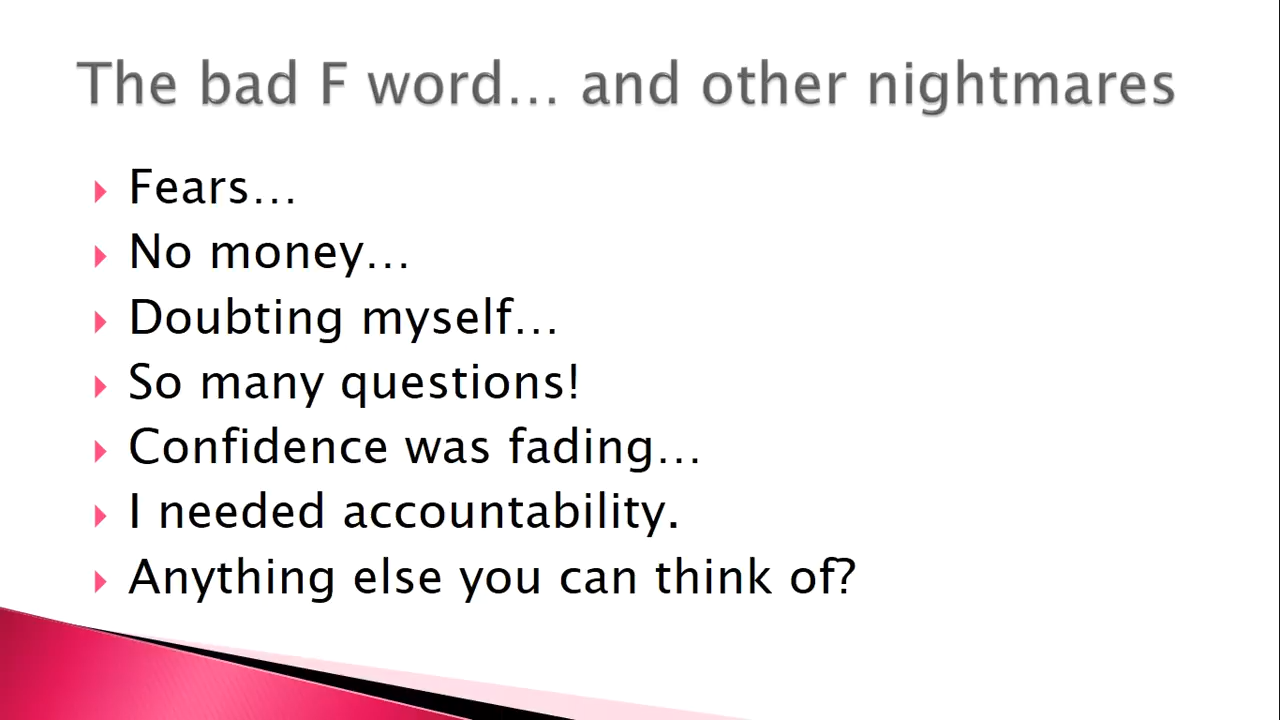 The bad F word… and other nightmares
Fears…
No money…
Doubting myself…
So many questions!
Confidence was fading…
I needed accountability.
Anything else you can think of?